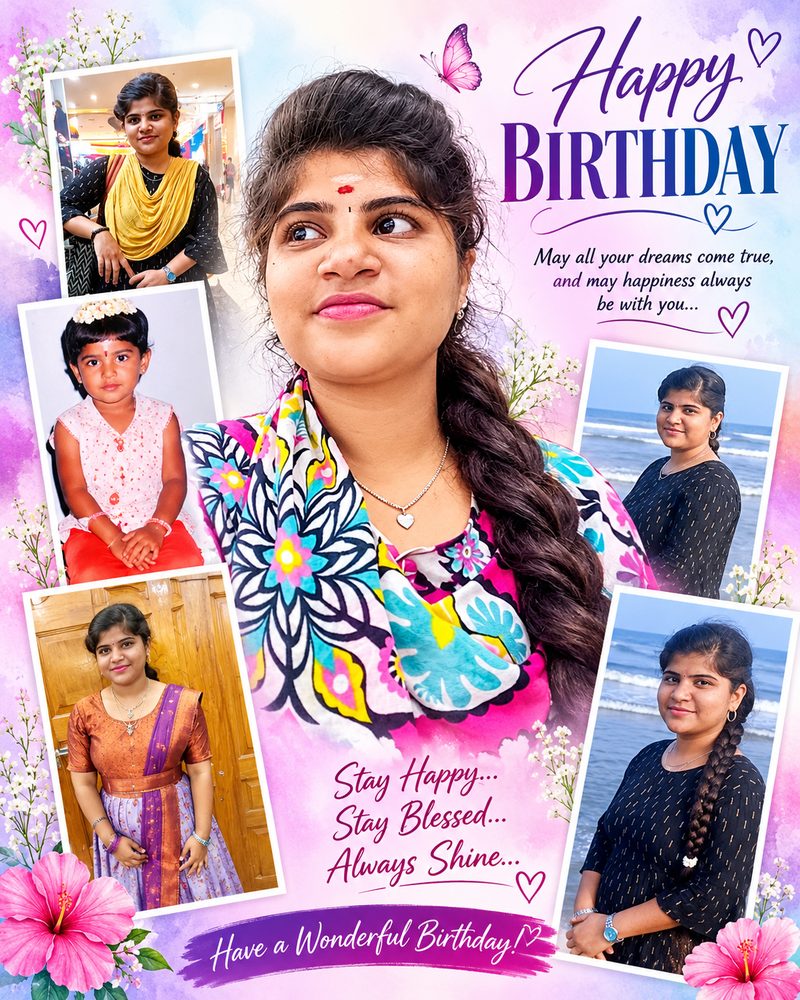 Happy
BIRTHDAY
May all your dreams come true,
and may happiness always
be with you...
Stay Happy...
Stay Blessed...
Always Shine...
Have a Wonderful Birthday!